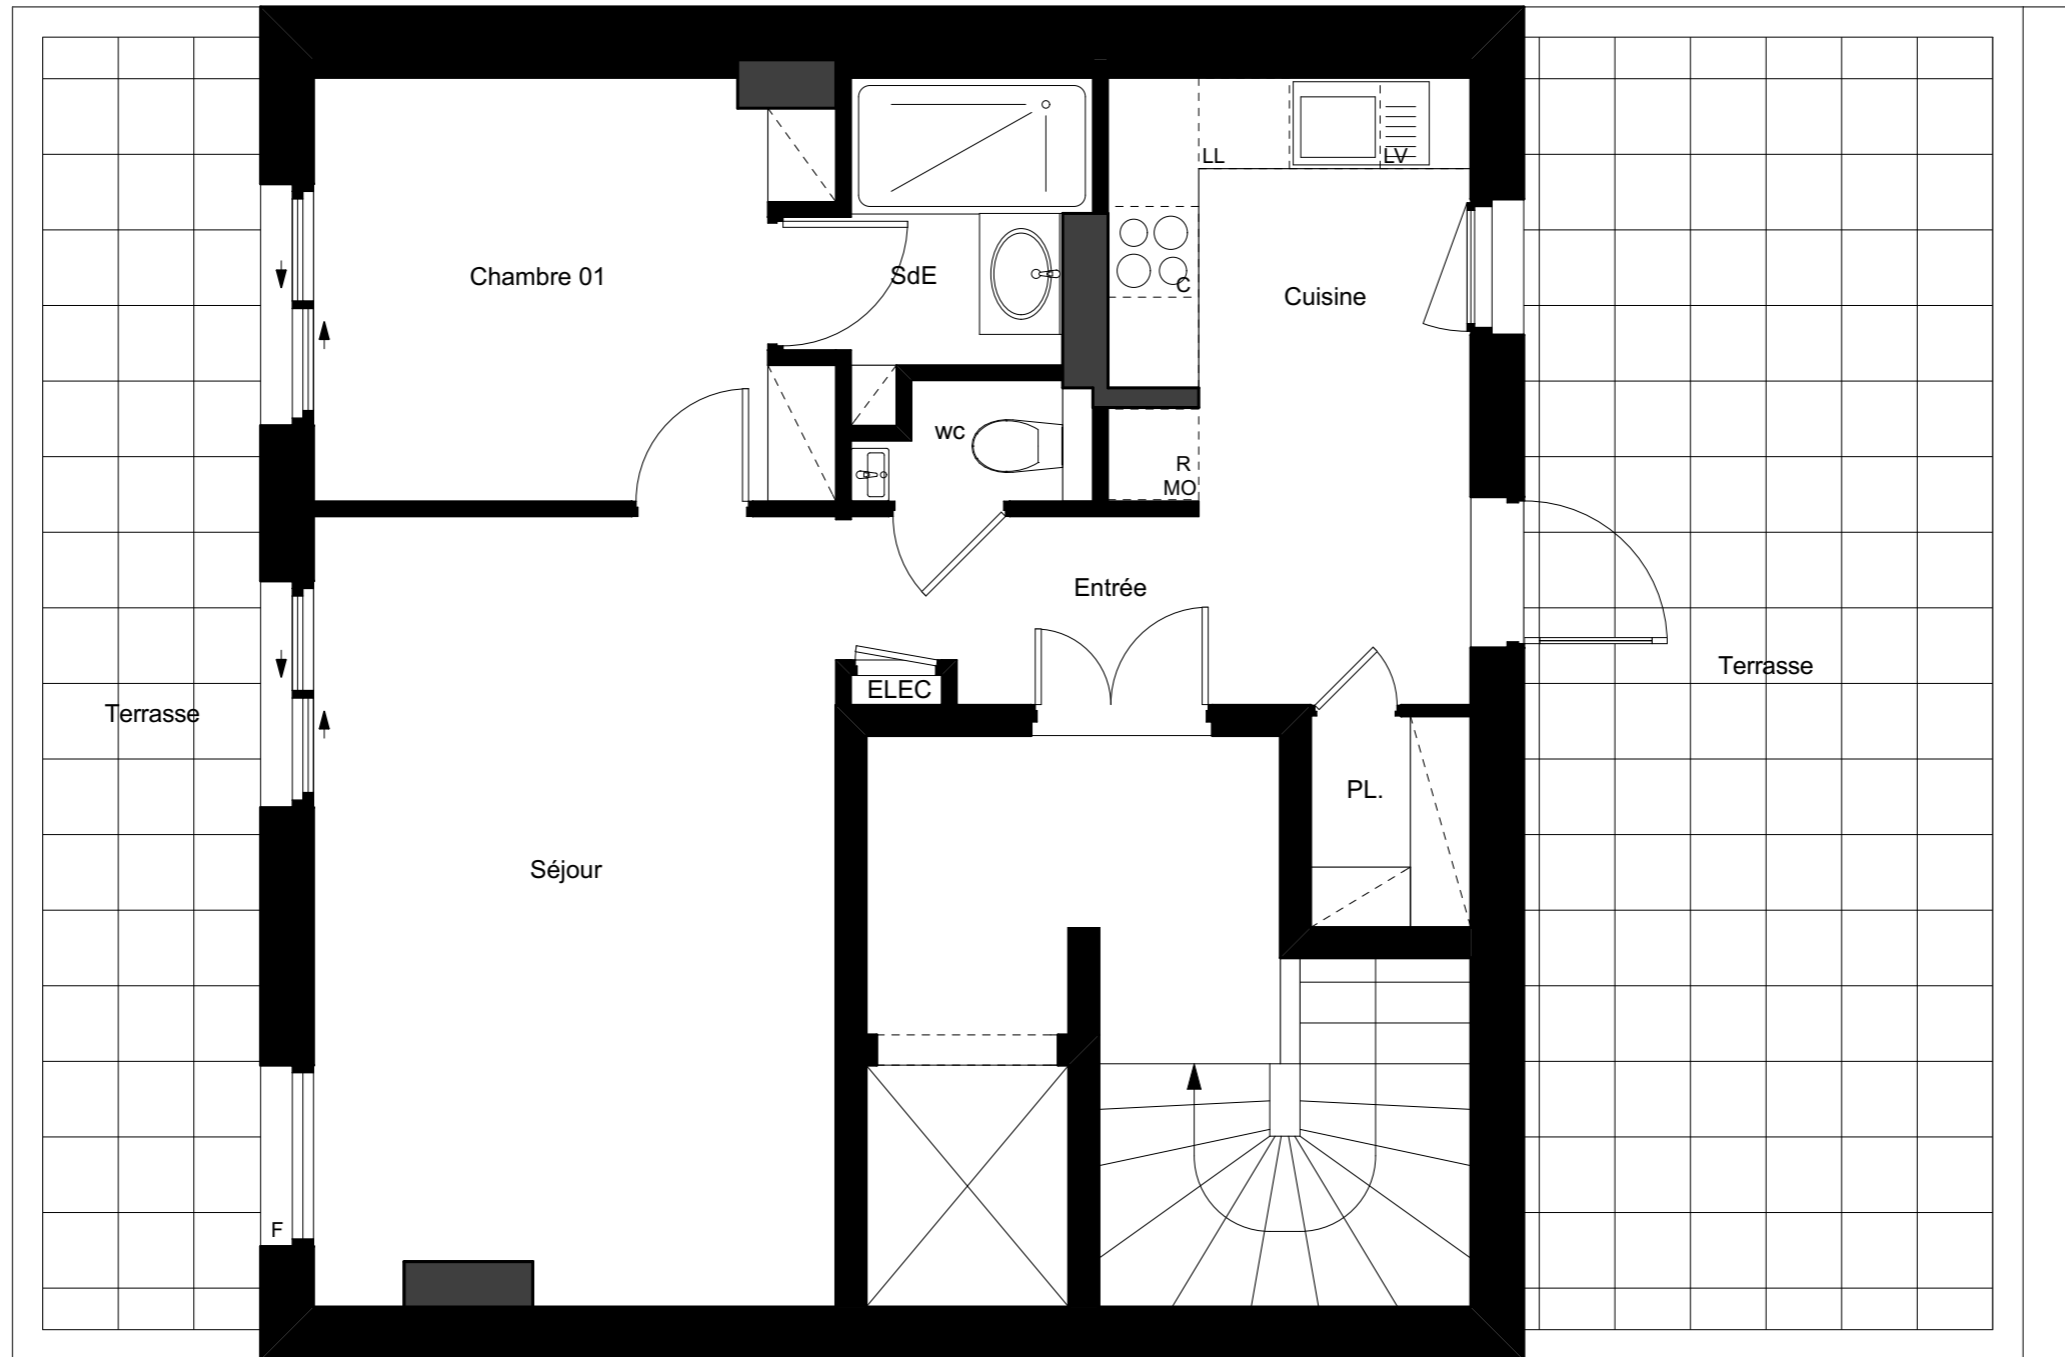 LL
LV
Chambre 01
SdE
C
Cuisine
wc
R
MO
Entrée
Terrasse
ELEC
Terrasse
PL.
Séjour
F